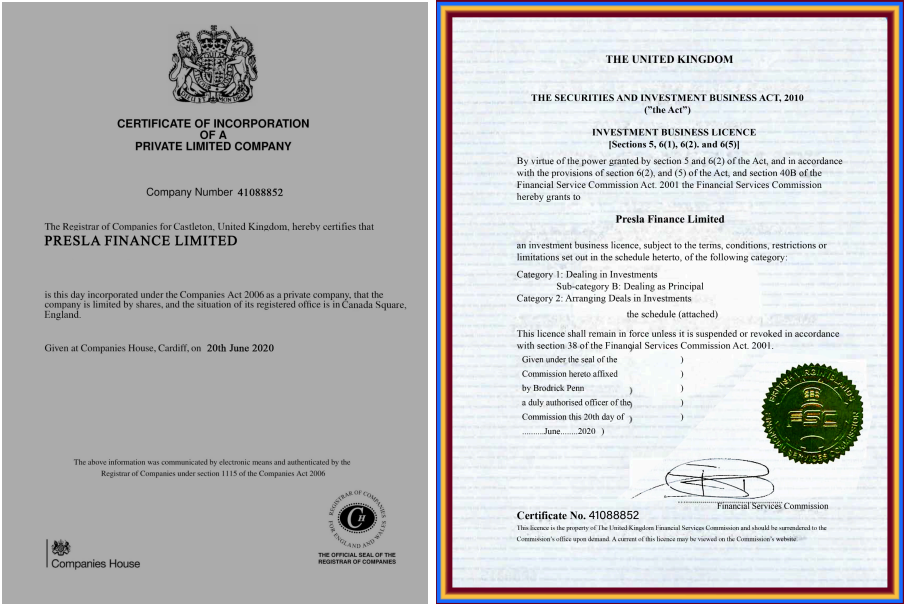 CERTIFICATE OF INCORPORATION
OF A
PRIVATE LIMITED COMPANY
Company Number 41088852
The Registrar of Companies for Castleton, United Kingdom, hereby certifies that
PRESLA FINANCE LIMITED
is this day incorporated under the Companies Act 2006 as a private company, that the
company is limited by shares, and the situation of its registered office is in Canada Square,
England.
Given at Companies House, Cardiff, on 20th June 2020
The above information was communicated by electronic means and authenticated by the
Registrar of Companies under section 1115 of the Companies Act 2006
REGISTRAR OF COMPANIES
FOR ENGLAND AND WALES
CH
THE OFFICIAL SEAL OF THE
REGISTRAR OF COMPANIES
Companies House
THE UNITED KINGDOM
THE SECURITIES AND INVESTMENT BUSINESS ACT, 2010
("the Act")
INVESTMENT BUSINESS LICENCE
[Sections 5, 6(1), 6(2). and 6(5)]
By virtue of the power granted by section 5 and 6(2) of the Act, and in accordance
with the provisions of section 6(2), and (5) of the Act, and section 40B of the
Financial Service Commission Act. 2001 the Financial Services Commission
hereby grants to
Presla Finance Limited
an investment business licence, subject to the terms, conditions, restrictions or
limitations set out in the schedule heterto, of the following category:
Category 1: Dealing in Investments
Sub-category B: Dealing as Principal
Category 2: Arranging Deals in Investments
the schedule (attached)
This licence shall remain in force unless it is suspended or revoked in accordance
with section 38 of the Financial Services Commission Act. 2001.
Given under the seal of the )
Commission hereto affixed )
by Brodrick Penn ) )
a duly authorised officer of the ) )
Commission this 20th day of ) )
..........June........2020 )
BRITISH VIRGIN ISLANDS
FSC
Financial Services Commission
Certificate No. 41088852
This licence is the property of The United Kingdom Financial Services Commission and should be surrendered to the
Commission's office upon demand. A current of this licence may be viewed on the Commission's website.